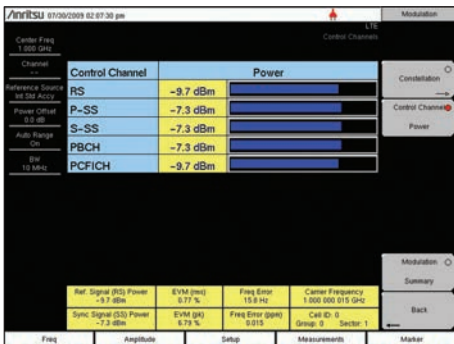 Anritsu 07/30/2009 02:07:30 pm
Modulation
LTE
Control Channels
Center Freq
1.000 GHz
Channel
--
Reference Source
Int Std Accy
Power Offset
0.0 dB
Auto Range
On
BW
10 MHz
Control Channel Power
RS -9.7 dBm
P-SS -7.3 dBm
S-SS -7.3 dBm
PBCH -7.3 dBm
PCFICH -9.7 dBm
Constellation
Control Channel
Power
Modulation
Summary
Back
Ref. Signal (RS) Power EVM (rms) Freq Error Carrier Frequency
-9.7 dBm 0.77 % 15.6 Hz 1.000 000 015 GHz
Sync Signal (SS) Power EVM (pk) Freq Error (ppm) Cell ID: 0
-7.3 dBm 6.79 % 0.015 Group: 0 Sector: 1
Freq Amplitude Setup Measurements Marker